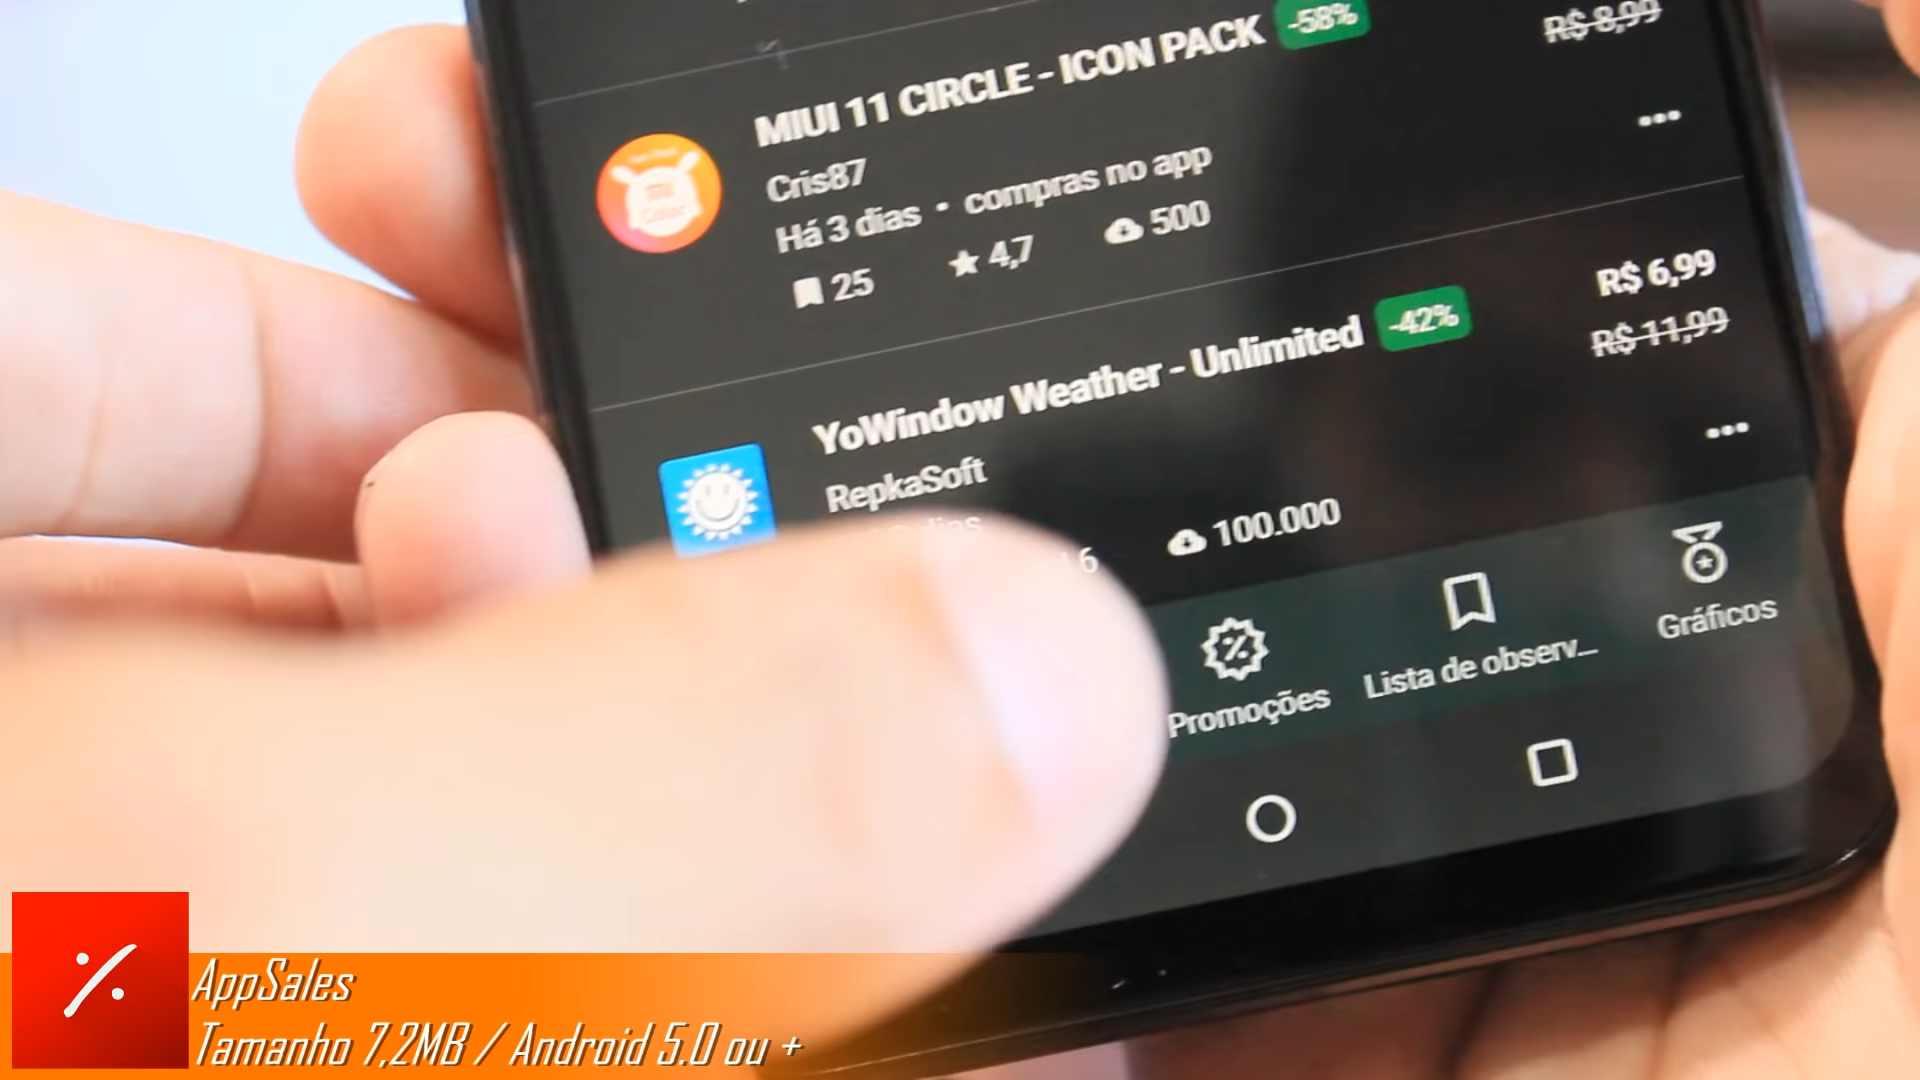 MIUI 11 CIRCLE - ICON PACK -58%
R$ 8,99
Cris87
Há 3 dias • compras no app
25 4,7 500
YoWindow Weather - Unlimited -42%
R$ 6,99
R$ 11,99
RepkaSoft
dias
6 100.000
Promoções
Lista de observ...
Gráficos
AppSales
Tamanho 7,2MB / Android 5.0 ou +